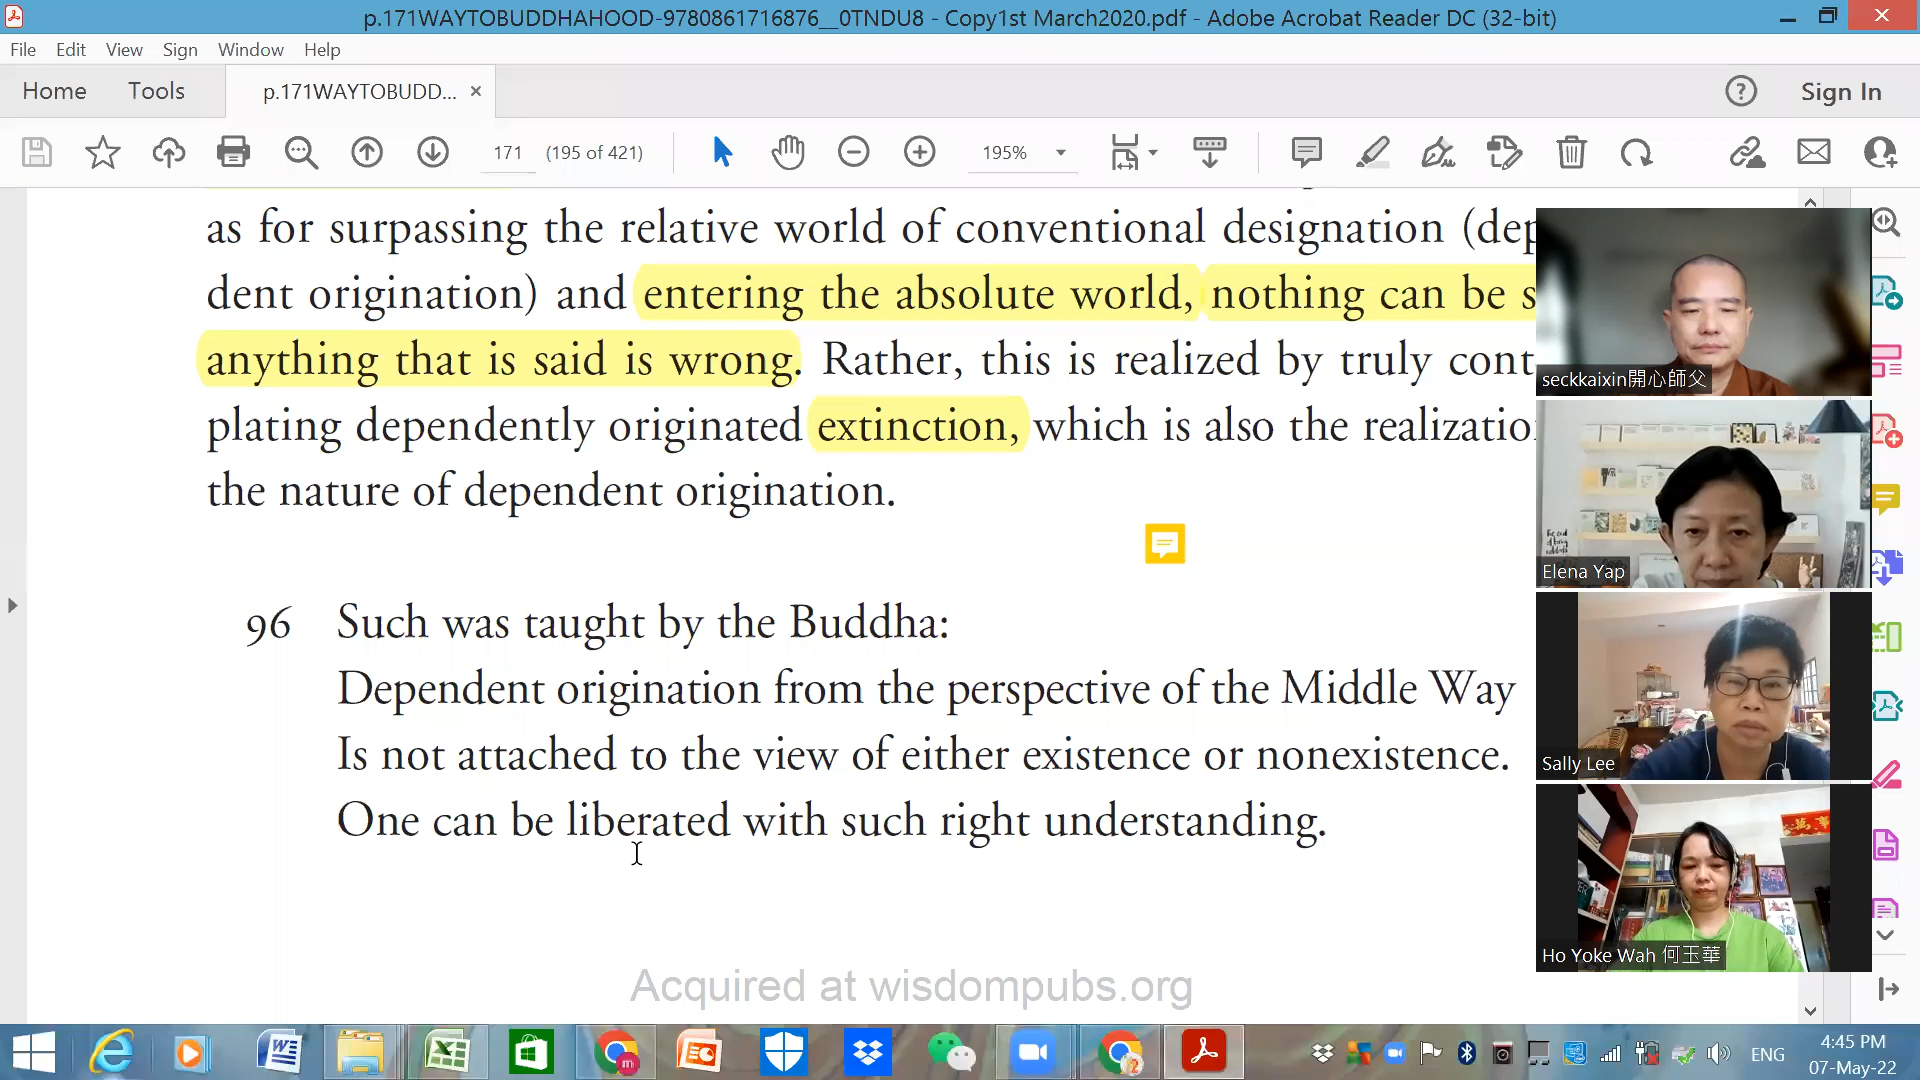 p.171WAYTOBUDDHAHOOD-9780861716876__0TNDU8 - Copy1st March2020.pdf - Adobe Acrobat Reader DC (32-bit)
File Edit View Sign Window Help
Home Tools p.171WAYTOBUDD... × Sign In
171 (195 of 421) 195%
as for surpassing the relative world of conventional designation (dep
dent origination) and entering the absolute world, nothing can be s
anything that is said is wrong. Rather, this is realized by truly cont
plating dependently originated extinction, which is also the realizatio
the nature of dependent origination.
96 Such was taught by the Buddha:
Dependent origination from the perspective of the Middle Way
Is not attached to the view of either existence or nonexistence.
One can be liberated with such right understanding.
Acquired at wisdompubs.org
seckkaixin開心師父
Elena Yap
Sally Lee
Ho Yoke Wah 何玉華
ENG
4:45 PM
07-May-22